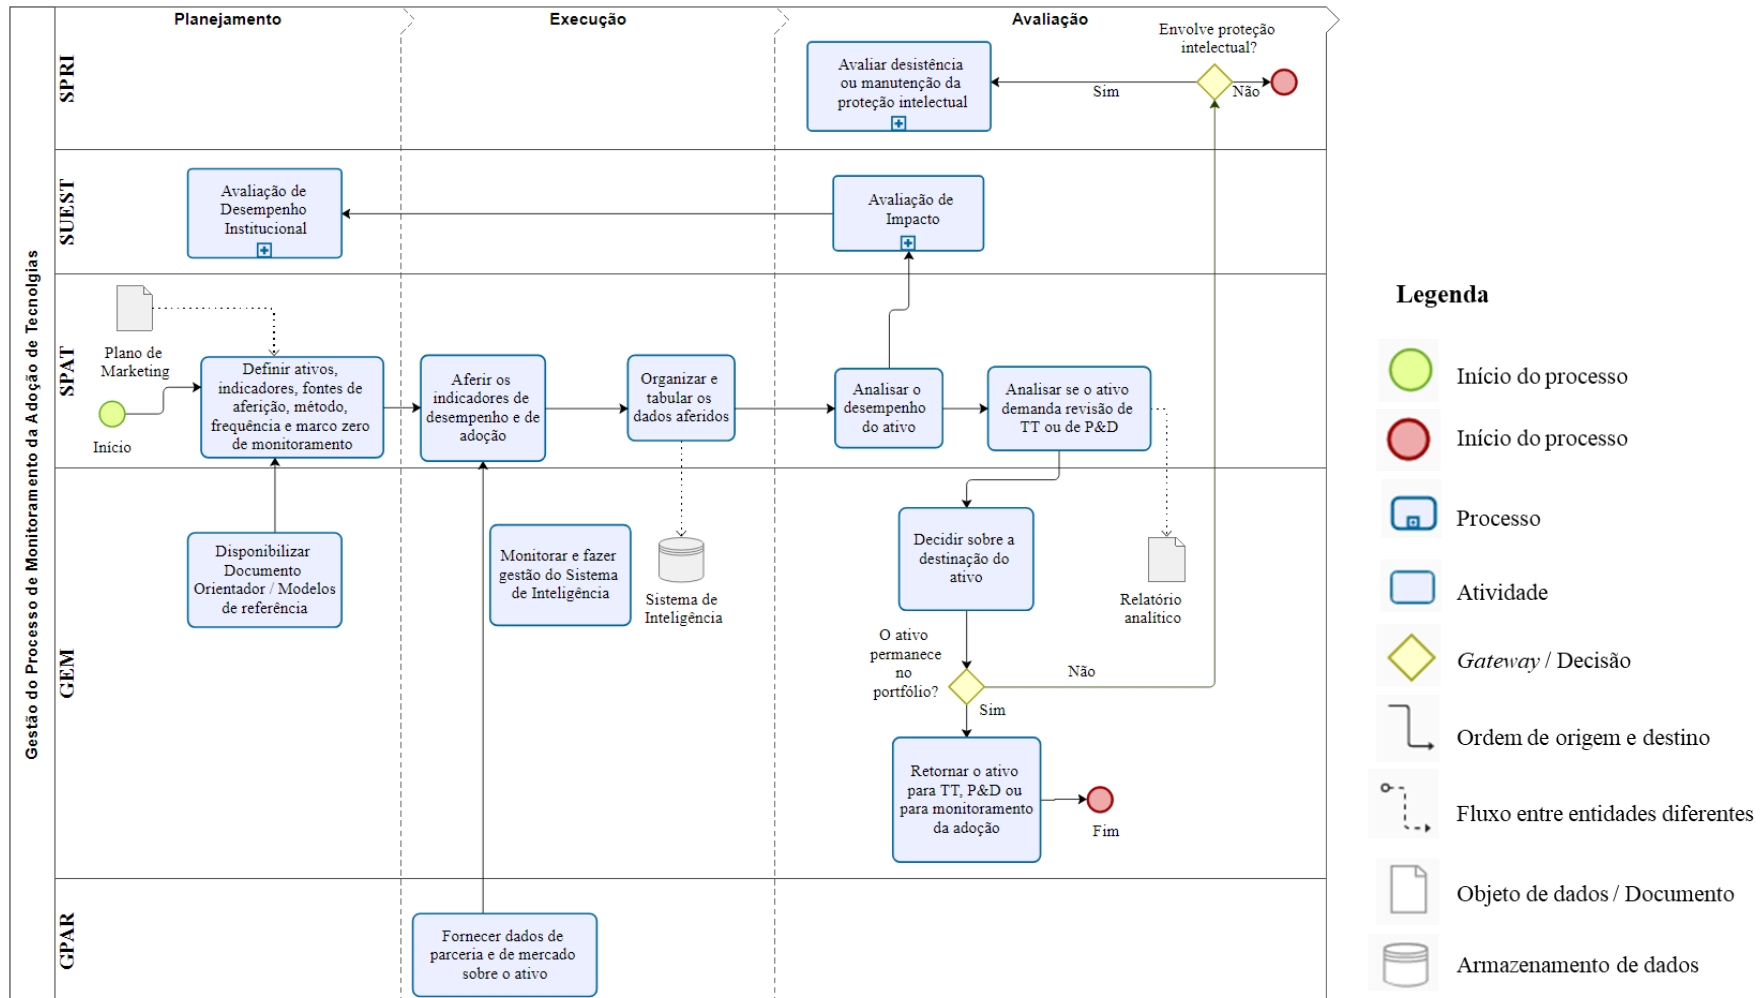 Planejamento
Execução
Avaliação
Gestão do Processo de Monitoramento da Adoção de Tecnolgias
SPRI
Envolve proteção
intelectual?
Avaliar desistência
ou manutenção da
proteção intelectual
Sim
Não
SUEST
Avaliação de
Desempenho
Institucional
Avaliação de
Impacto
SPAT
Plano de
Marketing
Início
Definir ativos,
indicadores, fontes de
aferição, método,
frequência e marco zero
de monitoramento
Aferir os
indicadores de
desempenho e de
adoção
Organizar e
tabular os
dados aferidos
Analisar o
desempenho
do ativo
Analisar se o ativo
demanda revisão de
TT ou de P&D
GEM
Disponibilizar
Documento
Orientador / Modelos
de referência
Monitorar e fazer
gestão do Sistema
de Inteligência
Sistema de
Inteligência
Decidir sobre a
destinação do
ativo
Relatório
analítico
O ativo
permanece
no
portfólio?
Não
Sim
Retornar o ativo
para TT, P&D ou
para monitoramento
da adoção
Fim
GPAR
Fornecer dados de
parceria e de mercado
sobre o ativo
Legenda
Início do processo
Início do processo
Processo
Atividade
Gateway / Decisão
Ordem de origem e destino
Fluxo entre entidades diferentes
Objeto de dados / Documento
Armazenamento de dados